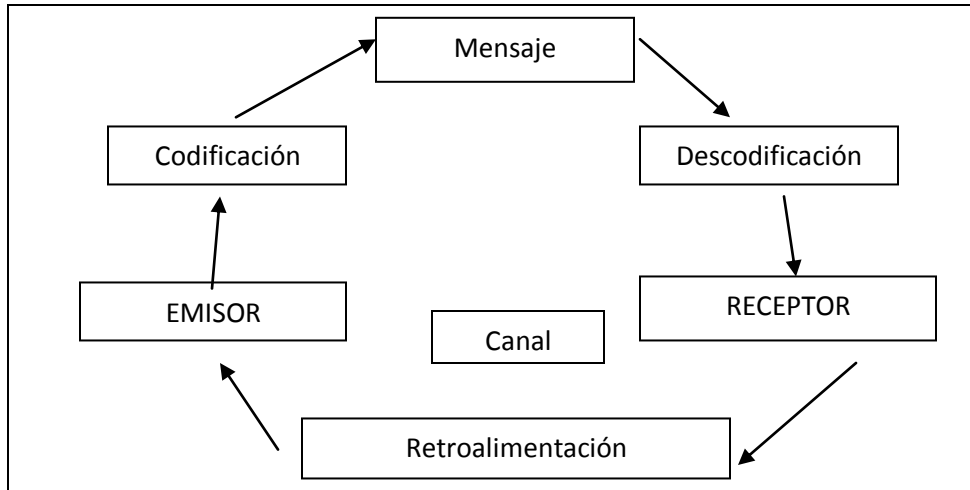 Mensaje
Codificación
Descodificación
EMISOR
RECEPTOR
Canal
Retroalimentación